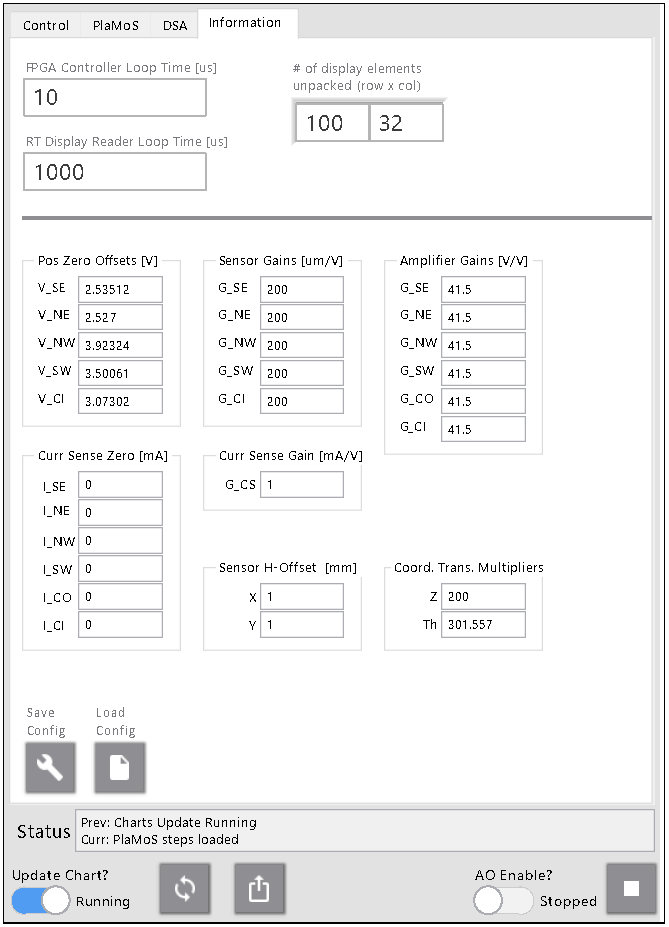 Control PlaMoS DSA Information
FPGA Controller Loop Time [us]
10
# of display elements
unpacked (row x col)
100 32
RT Display Reader Loop Time [us]
1000
Pos Zero Offsets [V]
V_SE 2.53512
V_NE 2.527
V_NW 3.92324
V_SW 3.50061
V_CI 3.07302
Sensor Gains [um/V]
G_SE 200
G_NE 200
G_NW 200
G_SW 200
G_CI 200
Amplifier Gains [V/V]
G_SE 41.5
G_NE 41.5
G_NW 41.5
G_SW 41.5
G_CO 41.5
G_CI 41.5
Curr Sense Zero [mA]
I_SE 0
I_NE 0
I_NW 0
I_SW 0
I_CO 0
I_CI 0
Curr Sense Gain [mA/V]
G_CS 1
Sensor H-Offset [mm]
X 1
Y 1
Coord. Trans. Multipliers
Z 200
Th 301.557
Save
Config
Load
Config
Status
Prev: Charts Update Running
Curr: PlaMoS steps loaded
Update Chart?
Running
AO Enable?
Stopped